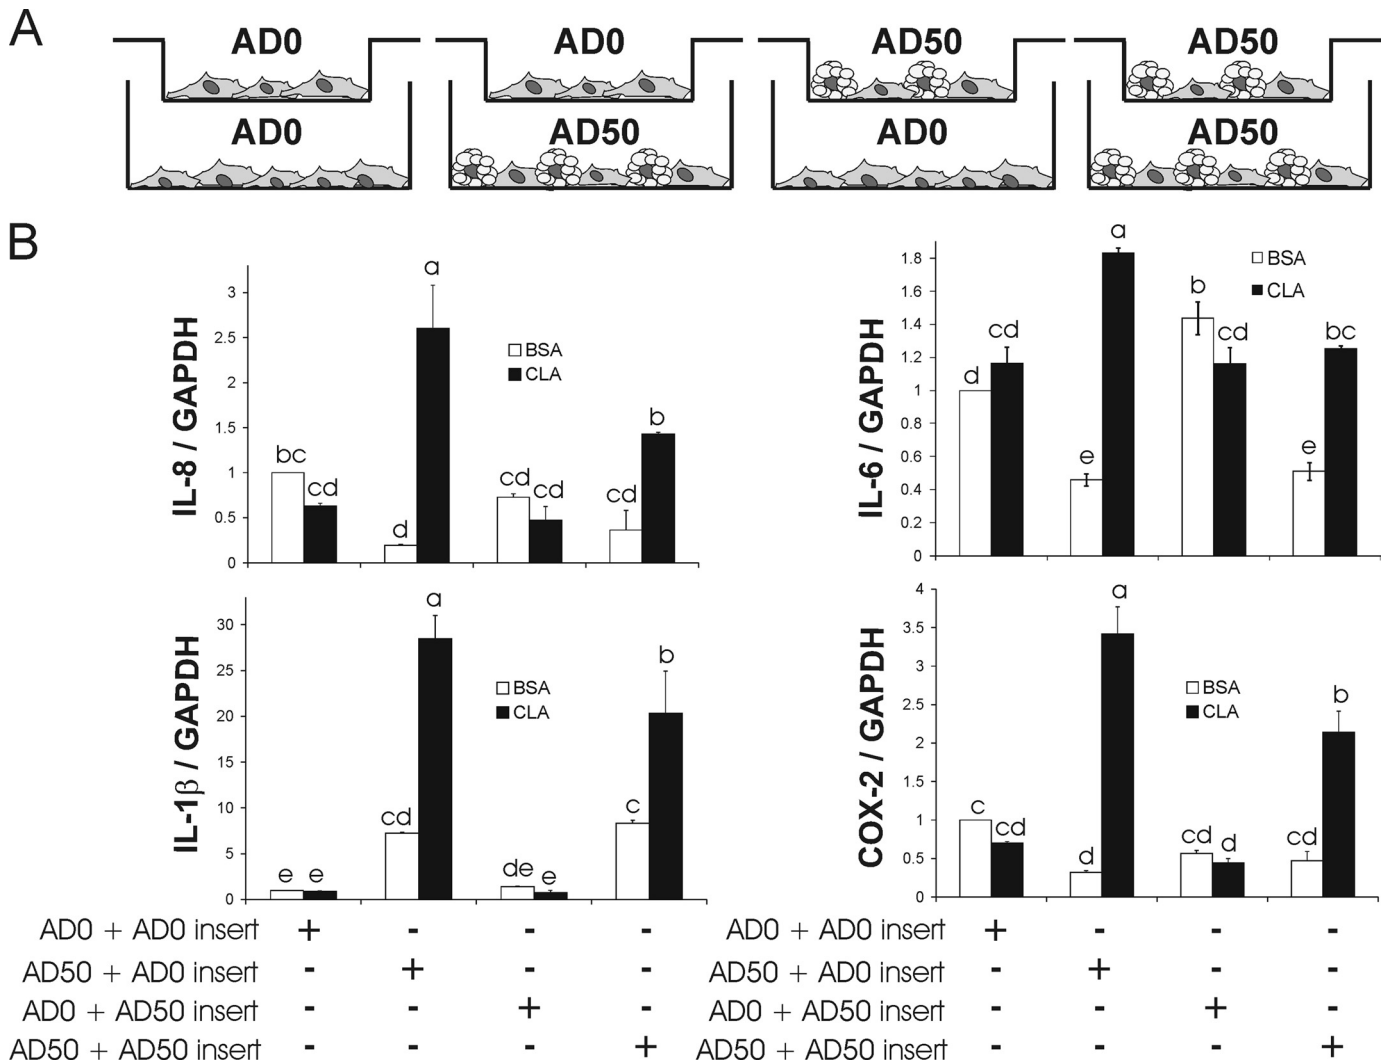 A
AD0 AD0 AD50 AD50
AD0 AD50 AD0 AD50
B
IL-8 / GAPDH
3
2.5
2
1.5
1
0.5
0
BSA
CLA
bc cd d a cd cd cd b
IL-6 / GAPDH
1.8
1.6
1.4
1.2
1
0.8
0.6
0.4
0.2
0
BSA
CLA
d cd e a b cd e bc
IL-1β / GAPDH
30
25
20
15
10
5
0
BSA
CLA
e e cd a de e c b
COX-2 / GAPDH
4
3.5
3
2.5
2
1.5
1
0.5
0
BSA
CLA
c cd d a cd d cd b
AD0 + AD0 insert + - - -
AD50 + AD0 insert - + - -
AD0 + AD50 insert - - + -
AD50 + AD50 insert - - - +
AD0 + AD0 insert + - - -
AD50 + AD0 insert - + - -
AD0 + AD50 insert - - + -
AD50 + AD50 insert - - - +